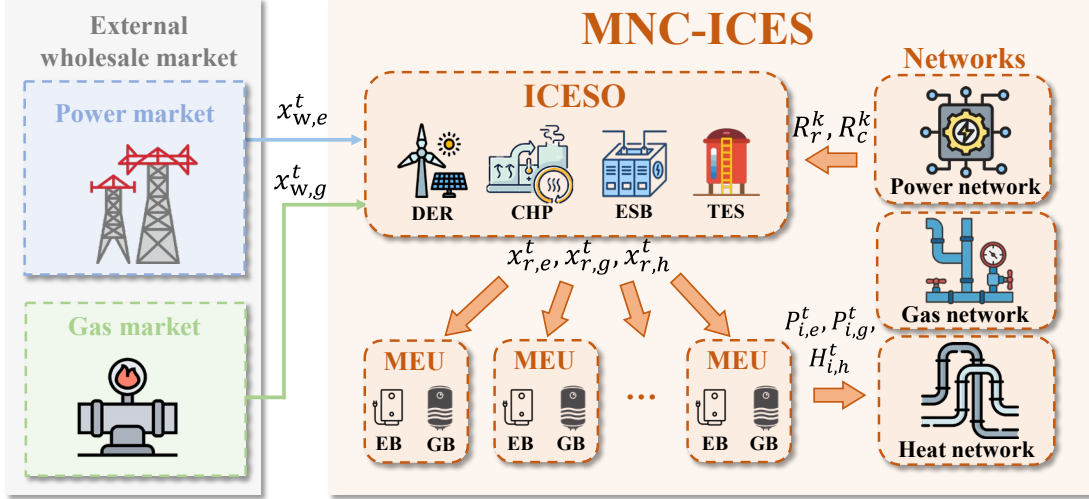 External
wholesale market
Power market
Gas market
x_{w,e}^t
x_{w,g}^t
MNC-ICES
ICESO
DER
CHP
ESB
TES
R_r^k, R_c^k
Networks
Power network
Gas network
Heat network
x_{r,e}^t, x_{r,g}^t, x_{r,h}^t
MEU
EB
GB
MEU
EB
GB
...
MEU
EB
GB
P_{i,e}^t, P_{i,g}^t,
H_{i,h}^t